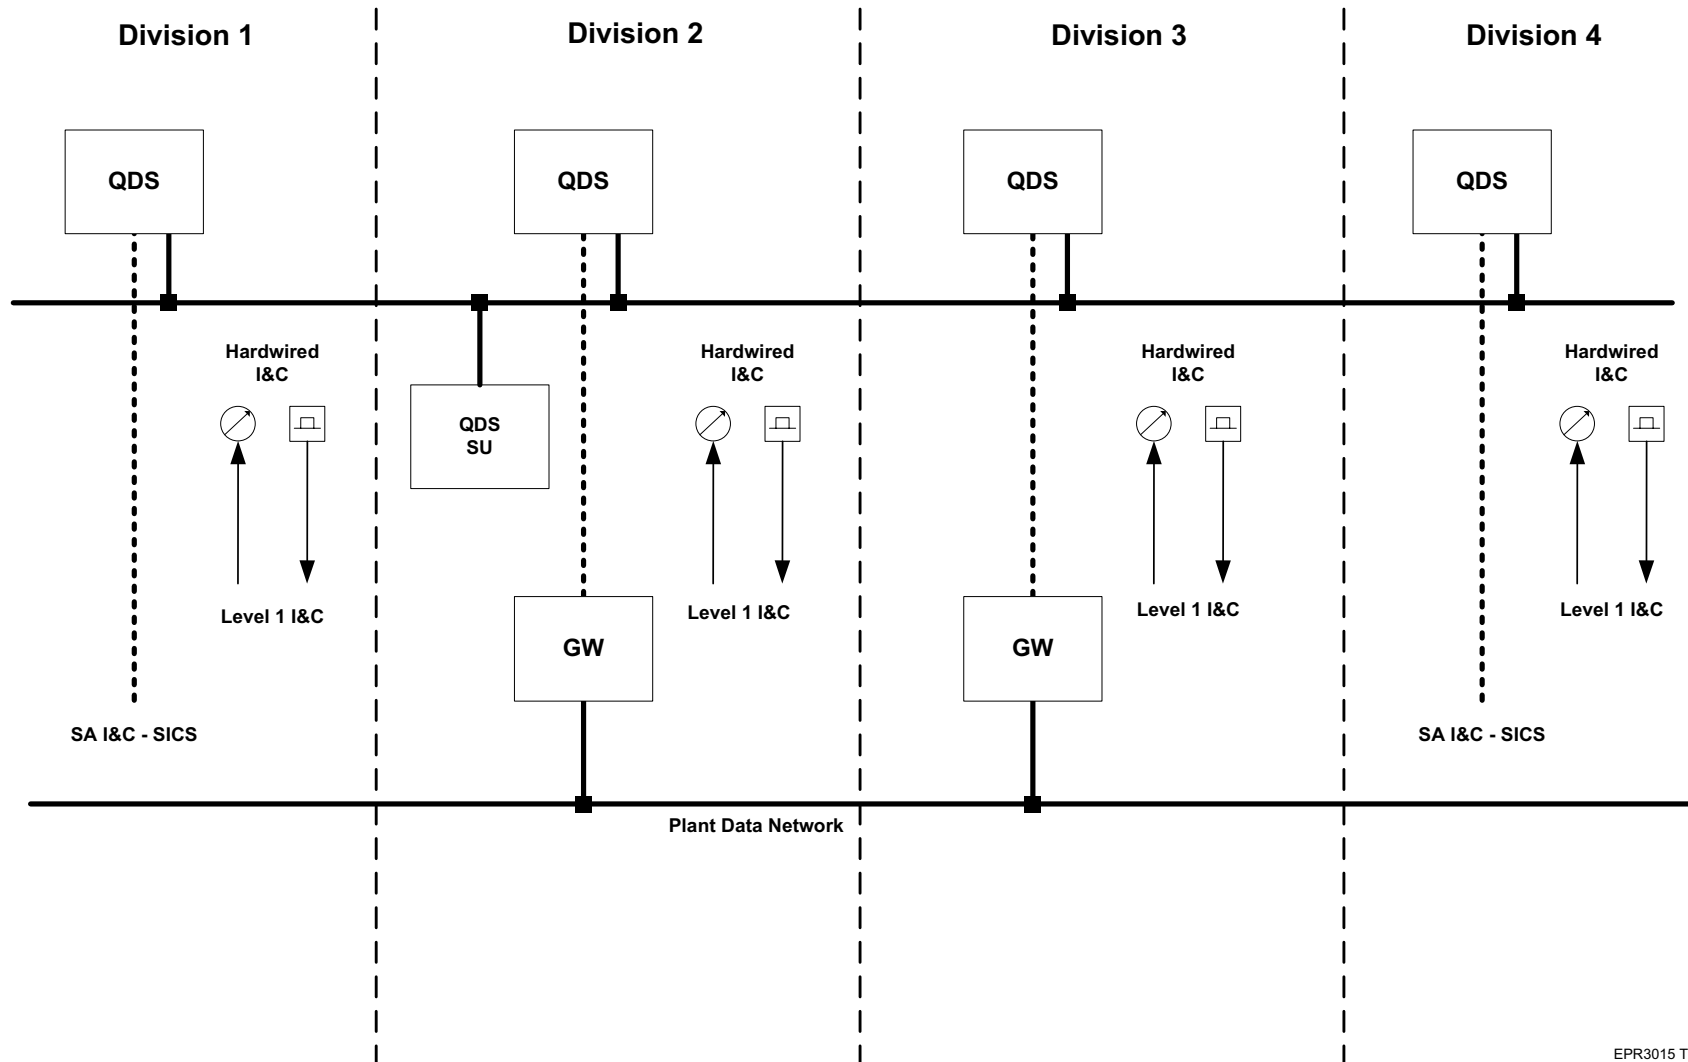 Division 1
Division 2
Division 3
Division 4
QDS
QDS
QDS
QDS
Hardwired
I&C
Hardwired
I&C
Hardwired
I&C
Hardwired
I&C
QDS
SU
Level 1 I&C
Level 1 I&C
Level 1 I&C
Level 1 I&C
GW
GW
SA I&C - SICS
SA I&C - SICS
Plant Data Network
EPR3015 T